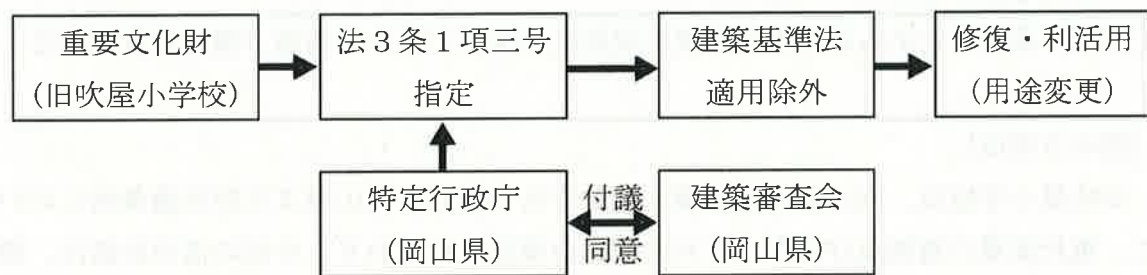 重要文化財
(旧吹屋小学校)
法3条1項三号
指定
建築基準法
適用除外
修復・利活用
(用途変更)
特定行政庁
(岡山県)
付議
同意
建築審査会
(岡山県)